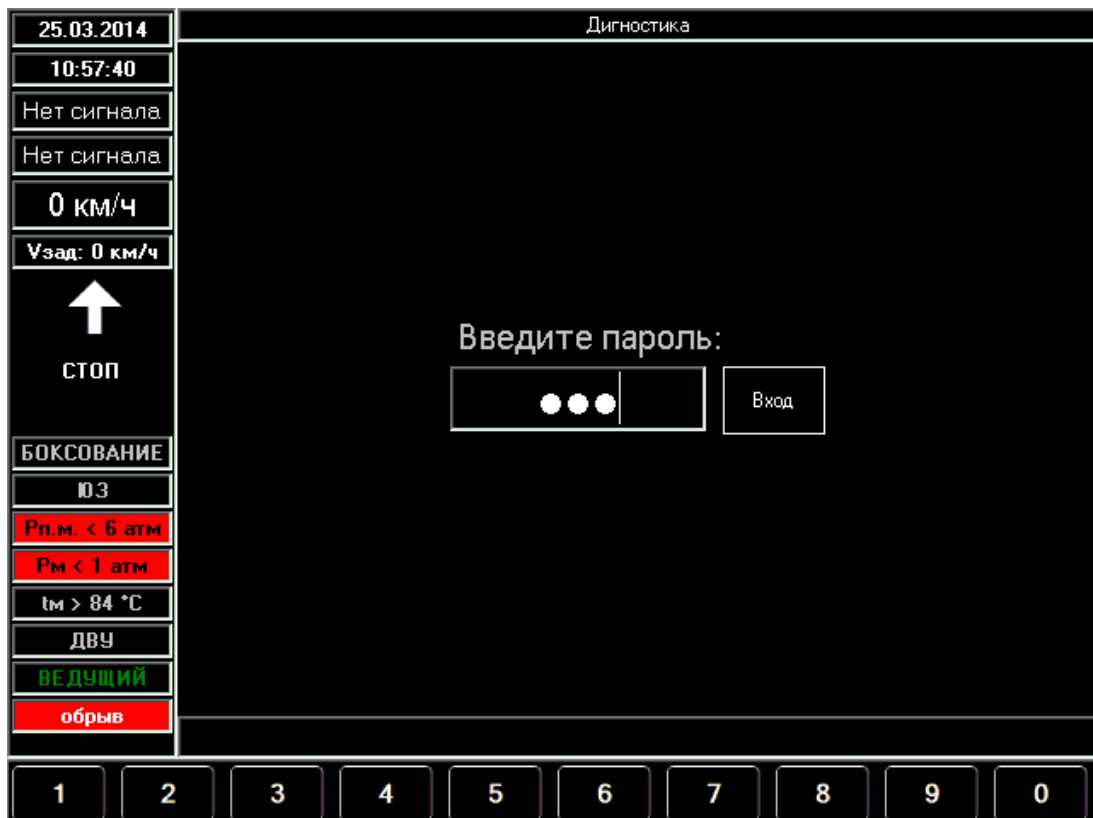 25.03.2014
10:57:40
Нет сигнала
Нет сигнала
0 км/ч
Vзад: 0 км/ч
СТОП
БОКСОВАНИЕ
ЮЗ
Рп.м. < 6 атм
Рм < 1 атм
tм > 84 °C
ДВУ
ВЕДУЩИЙ
обрыв
Дигностика
Введите пароль:
●●●
Вход
1 2 3 4 5 6 7 8 9 0